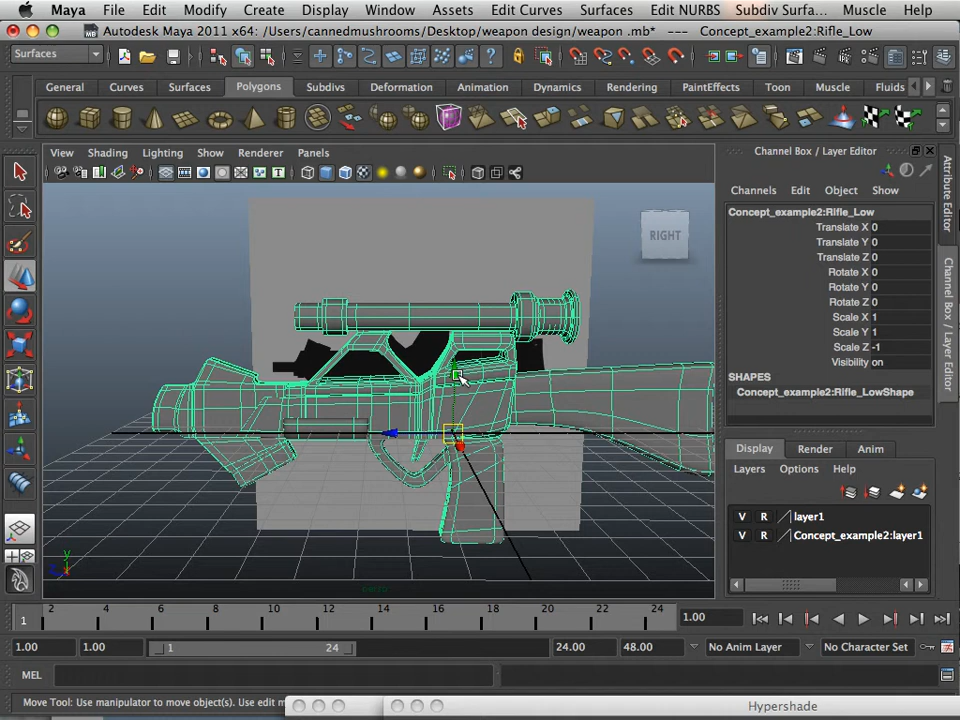 Maya File Edit Modify Create Display Window Assets Edit Curves Surfaces Edit NURBS Subdiv Surfa... Muscle Help
Autodesk Maya 2011 x64: /Users/cannedmushrooms/Desktop/weapon design/weapon .mb* --- Concept_example2:Rifle_Low
Surfaces
General Curves Surfaces Polygons Subdivs Deformation Animation Dynamics Rendering PaintEffects Toon Muscle Fluids
View Shading Lighting Show Renderer Panels
RIGHT
Channel Box / Layer Editor
Channels Edit Object Show
Concept_example2:Rifle_Low
Translate X 0
Translate Y 0
Translate Z 0
Rotate X 0
Rotate Y 0
Rotate Z 0
Scale X 1
Scale Y 1
Scale Z -1
Visibility on
SHAPES
Concept_example2:Rifle_LowShape
Attribute Editor
Channel Box / Layer Editor
Display Render Anim
Layers Options Help
V R layer1
V R Concept_example2:layer1
y
2 4 6 8 10 12 14 16 18 20 22 24
1
1.00
1.00 1.00 1 24 24.00 48.00 No Anim Layer No Character Set
MEL
Move Tool: Use manipulator to move object(s). Use edit m
Hypershade